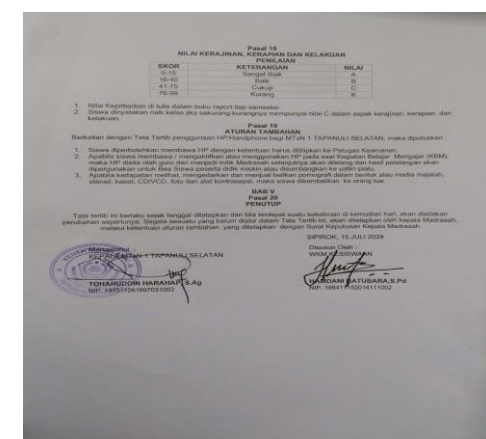 Pasal 18
NILAI KERAJINAN, KERAPIAN DAN KELAKUAN
PENILAIAN
SKOR KETERANGAN NILAI
0-15 Sangat Baik A
16-40 Baik B
41-75 Cukup C
76-99 Kurang K
1. Nilai Kepribadian di tulis dalam buku raport tiap semester
2. Siswa dinyatakan naik kelas jika sekurang-kurangnya mempunyai nilai C dalam aspek kerajinan, kerapian, dan
kelakuan.
Pasal 19
ATURAN TAMBAHAN
Berkaitan dengan Tata Tertib penggunaan HP/Handphone bagi MTsN 1 TAPANULI SELATAN, maka diputuskan :
1. Siswa diperbolehkan membawa HP dengan ketentuan harus dititipkan ke Petugas Keamanan.
2. Apabila siswa membawa / mengaktifkan atau menggunakan HP pada saat Kegiatan Belajar Mengajar (KBM),
maka HP disita oleh guru dan menjadi milik Madrasah selanjutnya akan dilelang dan hasil pelelangan akan
dipergunakan untuk Bea Siswa peserta didik miskin atau disumbangkan ke yatim piatu.
3. Apabila kedapatan melihat, mengedarkan dan menjual belikan pornografi dalam bentuk atau media majalah,
stensil, kaset, CD/VCD, foto dan alat kontrasepsi, maka siswa dikembalikan ke orang tua.
BAB V
Pasal 20
PENUTUP
Tata tertib ini berlaku sejak tanggal ditetapkan dan bila terdapat suatu kekeliruan di kemudian hari, akan diadakan
perubahan sepertunya. Segala sesuatu yang belum diatur dalam Tata Tertib ini, akan ditetapkan oleh kepala Madrasah,
melalui ketentuan aturan tambahan, yang ditetapkan dengan Surat Keputusan Kepala Madrasah.
SIPIROK, 15 JULI 2024
Mengetahui : Disusun Oleh :
KEPALA MTsN 1 TAPANULI SELATAN WKM KESISWAAN
TOHARUDDIN HARAHAP, S.Ag HAMDANI BATUBARA,S.Pd
NIP. NIP.